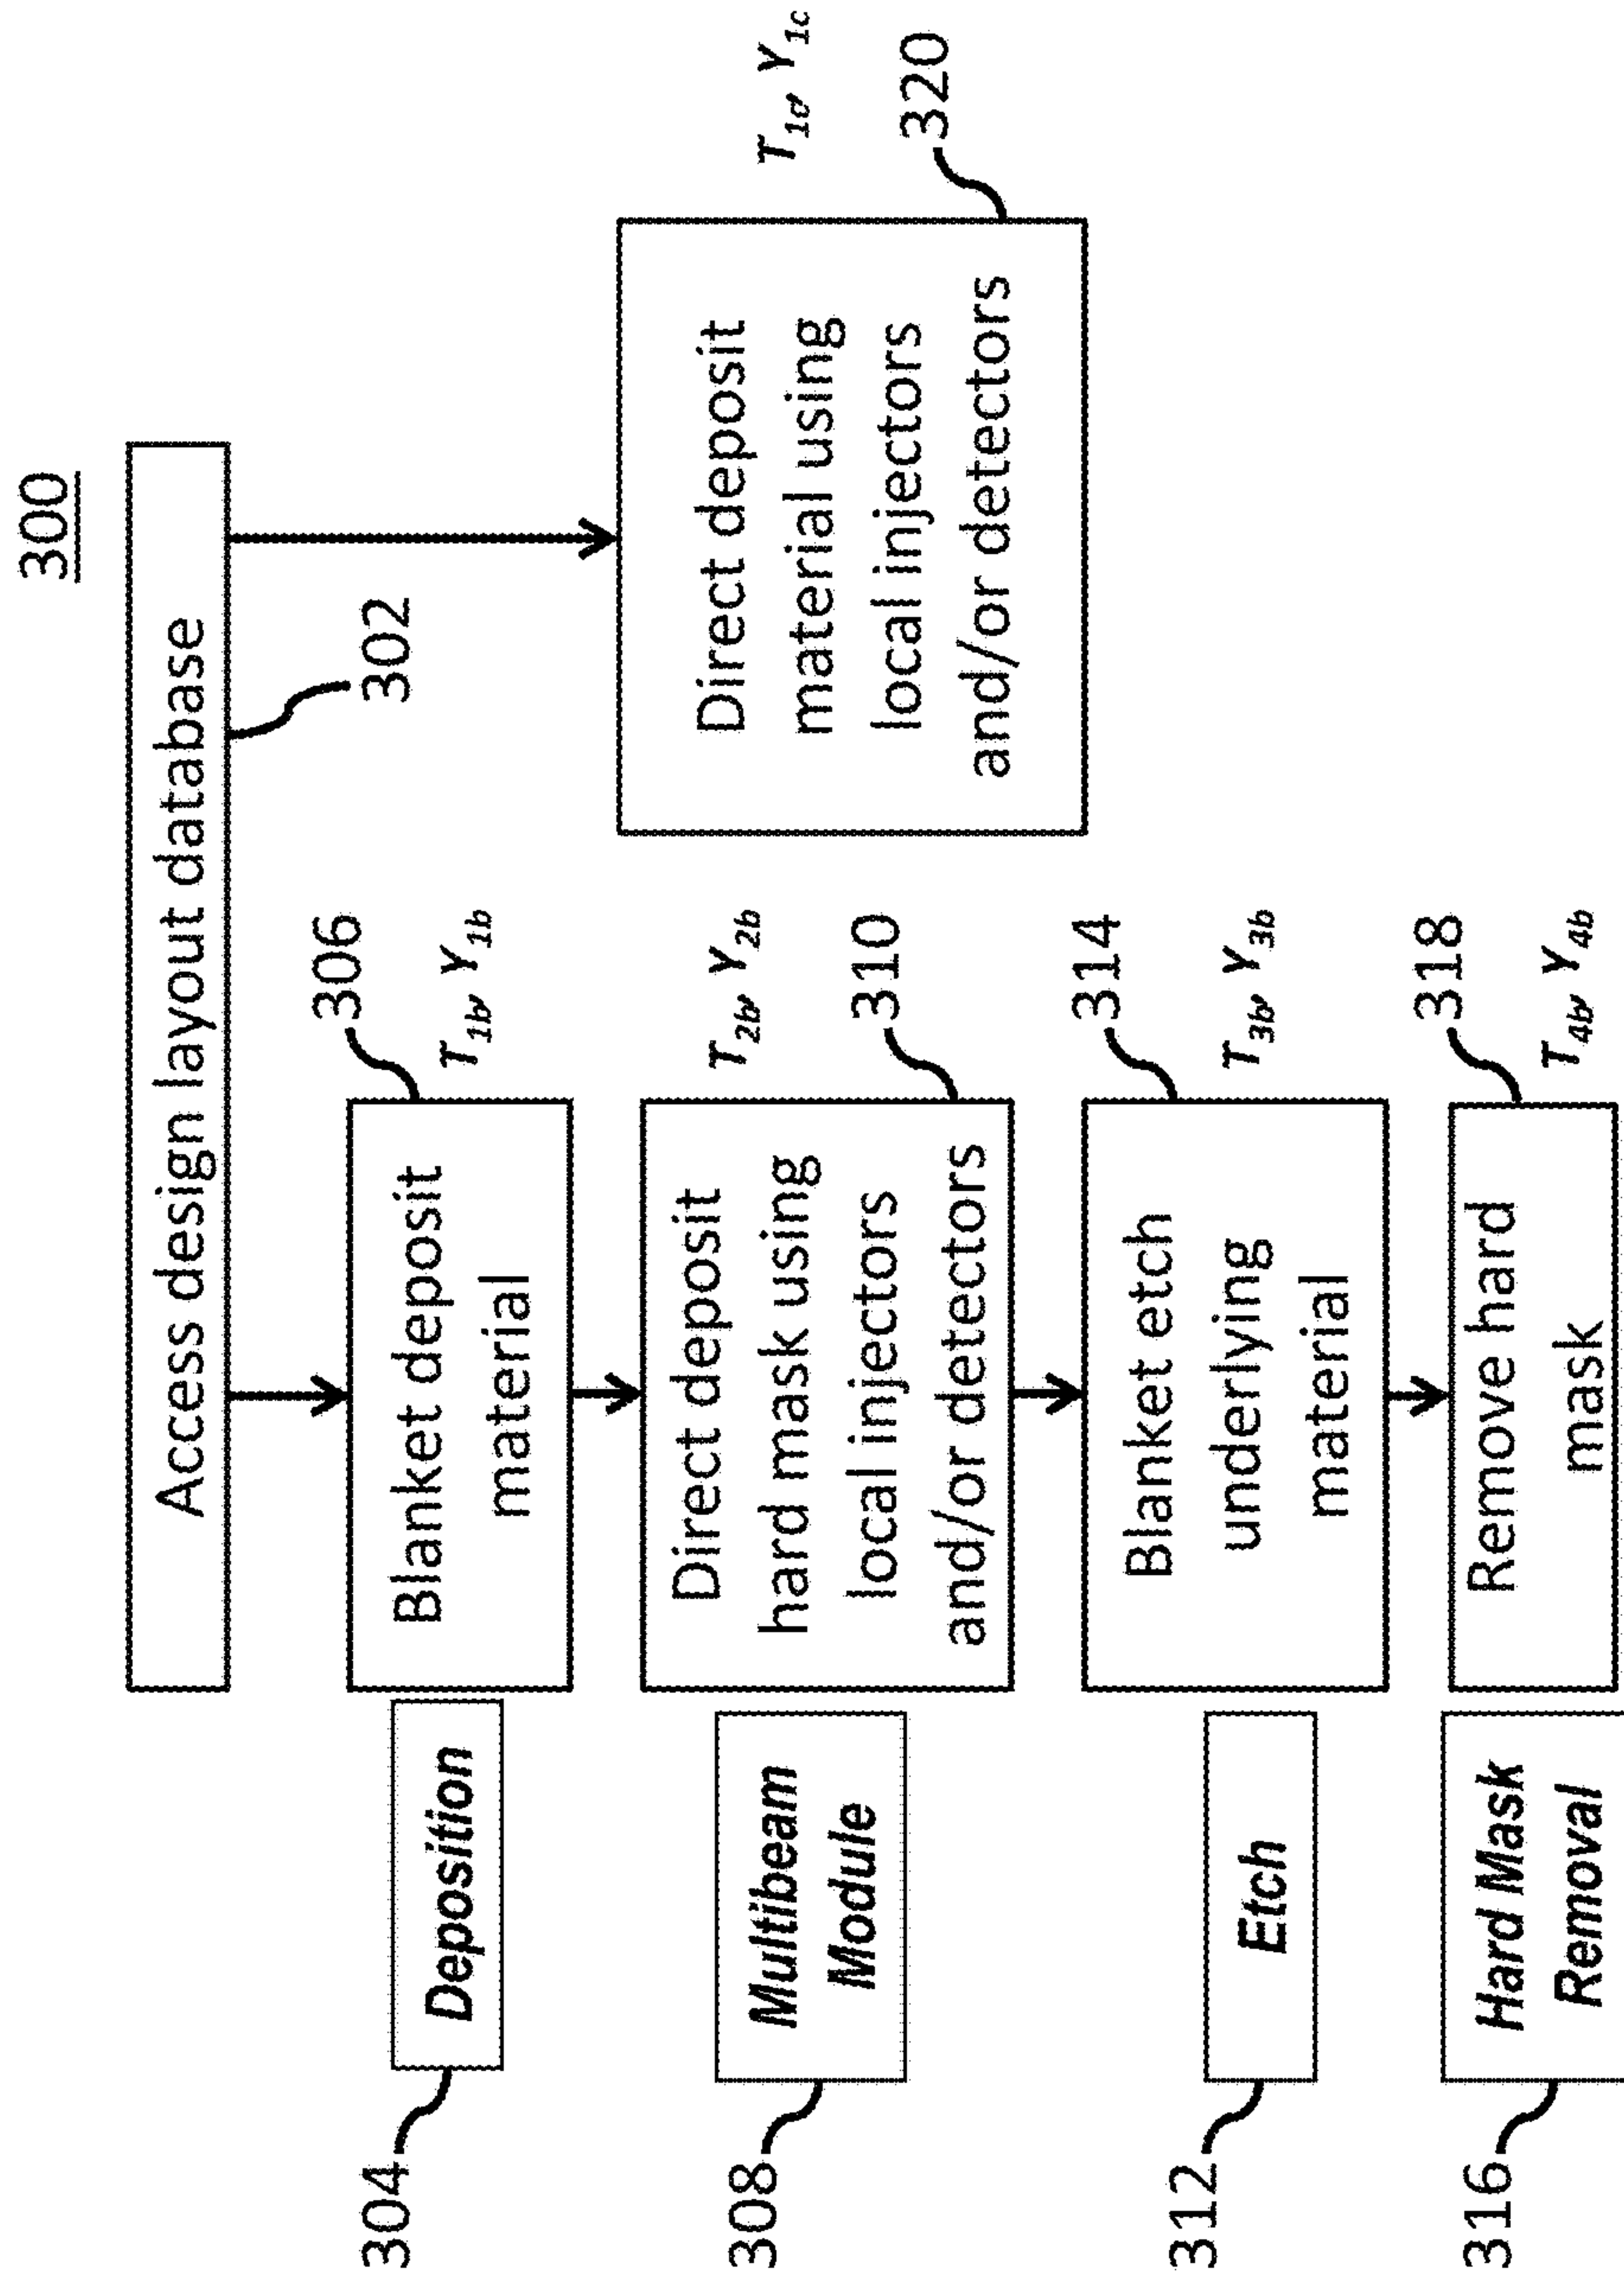 300
Access design layout database
302
304
Deposition
Blanket deposit
material
306
T1b, Y1b
308
Multibeam
Module
Direct deposit
hard mask using
local injectors
and/or detectors
T2b, Y2b
310
312
Etch
Blanket etch
underlying
material
314
T3b, Y3b
316
Hard Mask
Removal
Remove hard
mask
318
T4b, Y4b
Direct deposit
material using
local injectors
and/or detectors
T1c, Y1c
320